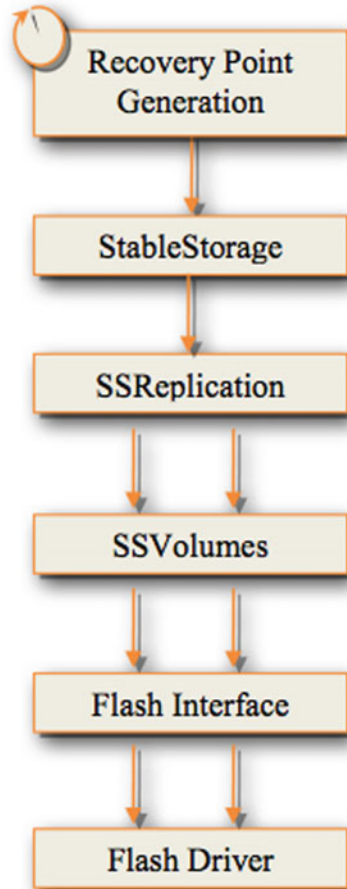 Recovery Point
Generation
StableStorage
SSReplication
SSVolumes
Flash Interface
Flash Driver